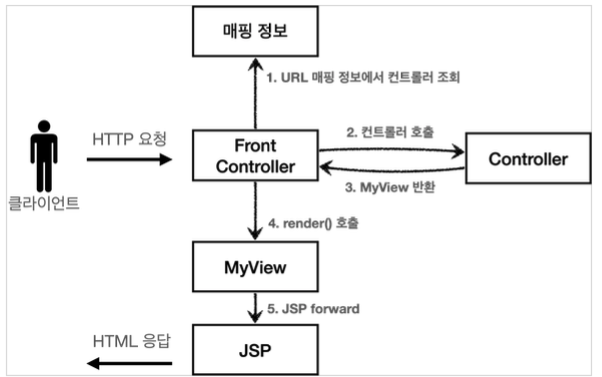 매핑 정보
1. URL 매핑 정보에서 컨트롤러 조회
HTTP 요청
Front
Controller
2. 컨트롤러 호출
Controller
3. MyView 반환
클라이언트
4. render() 호출
MyView
5. JSP forward
HTML 응답
JSP